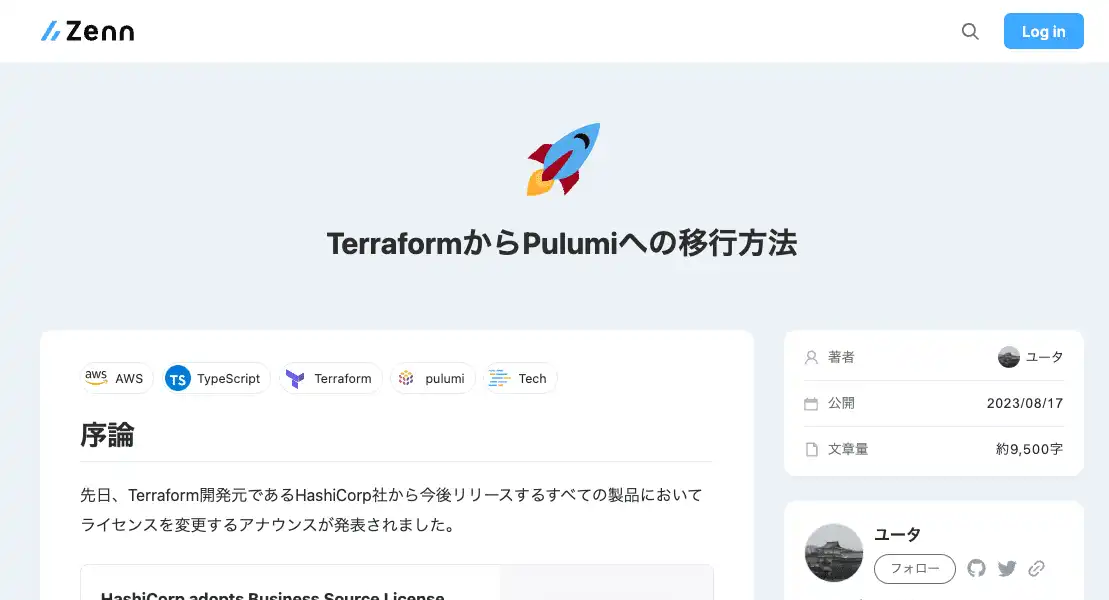 Zenn
Log in
TerraformからPulumiへの移行方法
aws AWS TS TypeScript Terraform pulumi Tech
序論
先日、Terraform開発元であるHashiCorp社から今後リリースするすべての製品において
ライセンスを変更するアナウンスが発表されました。
HashiCorp adopts Business Source License
著者 ユータ
公開 2023/08/17
文章量 約9,500字
ユータ
フォロー